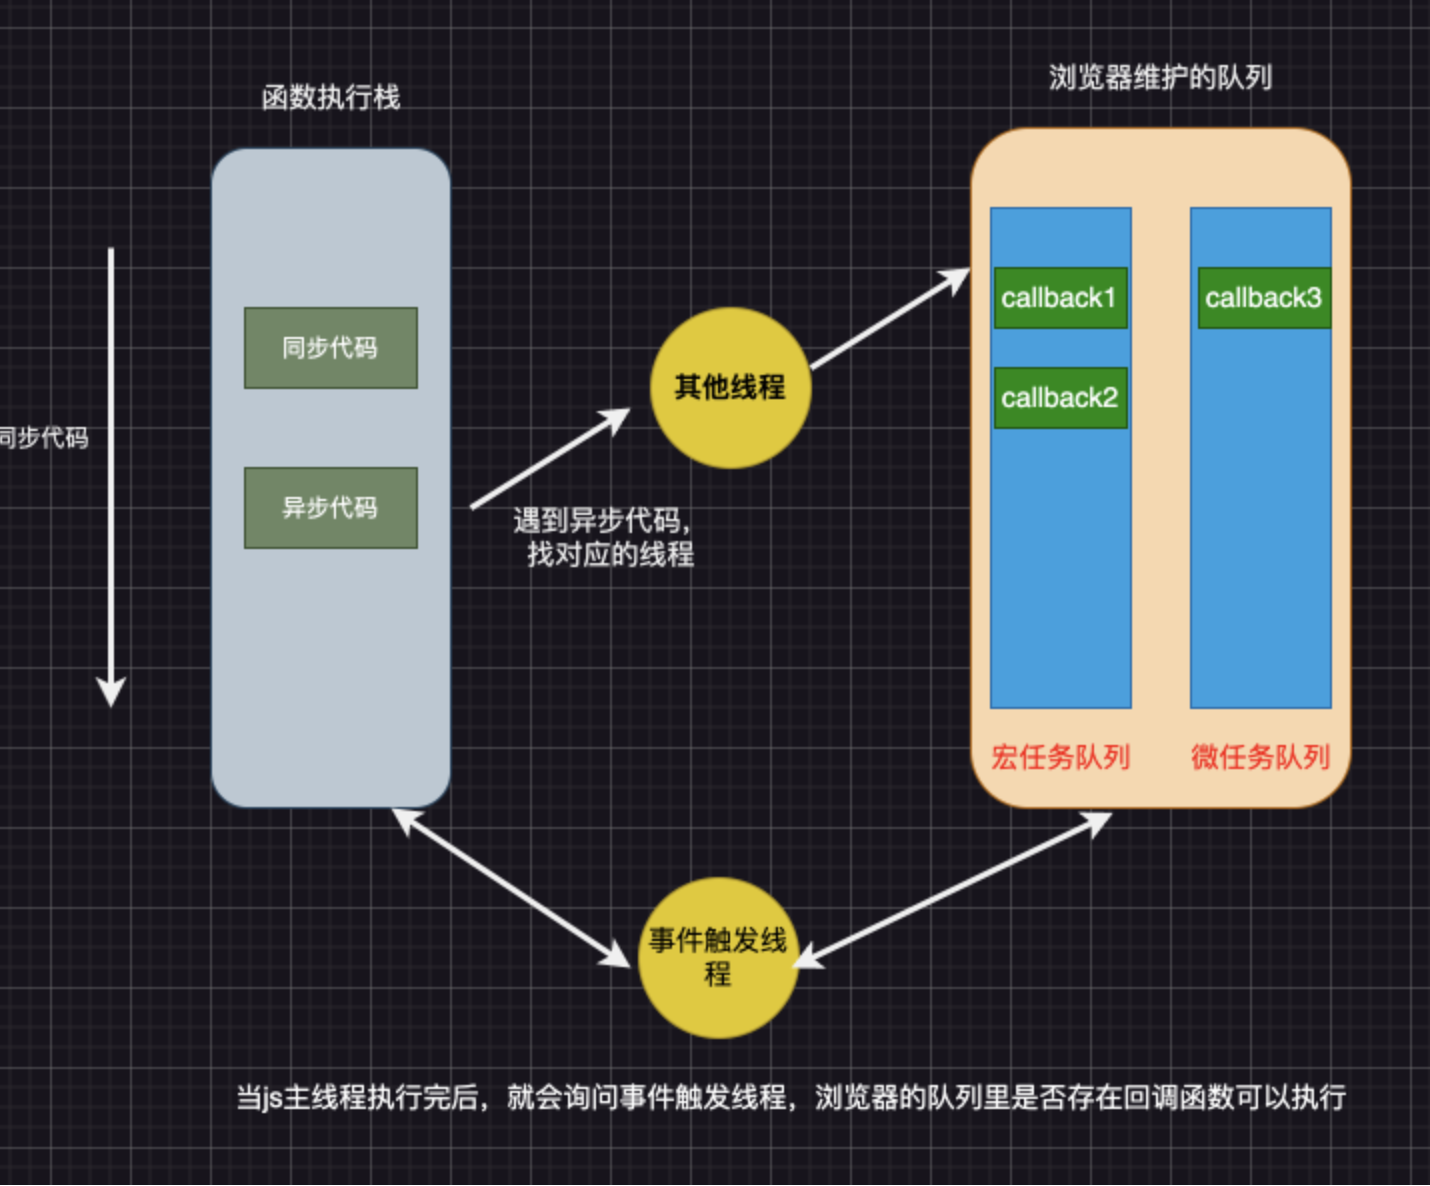 函数执行栈
浏览器维护的队列
同步代码
同步代码
异步代码
其他线程
遇到异步代码，
找对应的线程
callback1
callback2
callback3
宏任务队列
微任务队列
事件触发线
程
当js主线程执行完后，就会询问事件触发线程，浏览器的队列里是否存在回调函数可以执行